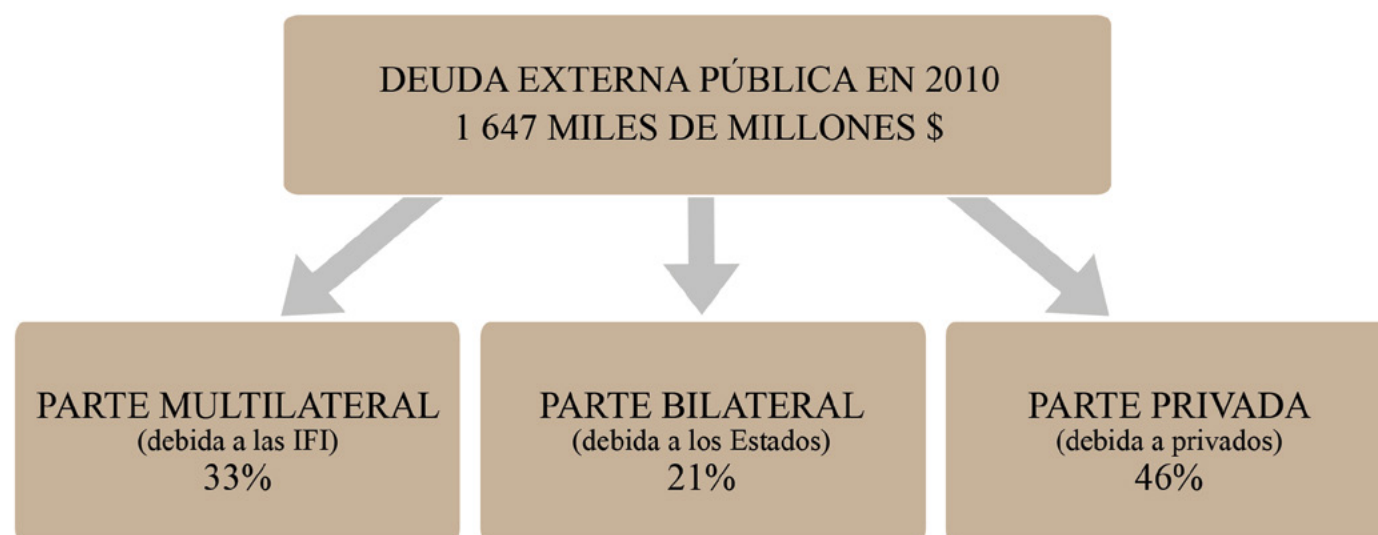 DEUDA EXTERNA PÚBLICA EN 2010
1 647 MILES DE MILLONES $
PARTE MULTILATERAL
(debida a las IFI)
33%
PARTE BILATERAL
(debida a los Estados)
21%
PARTE PRIVADA
(debida a privados)
46%